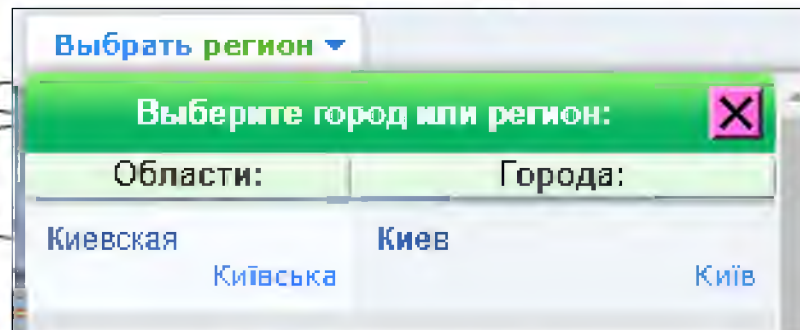 Выбрать регион
Выберите город или регион:
Области: Города:
Киевская Киев
Київська Київ